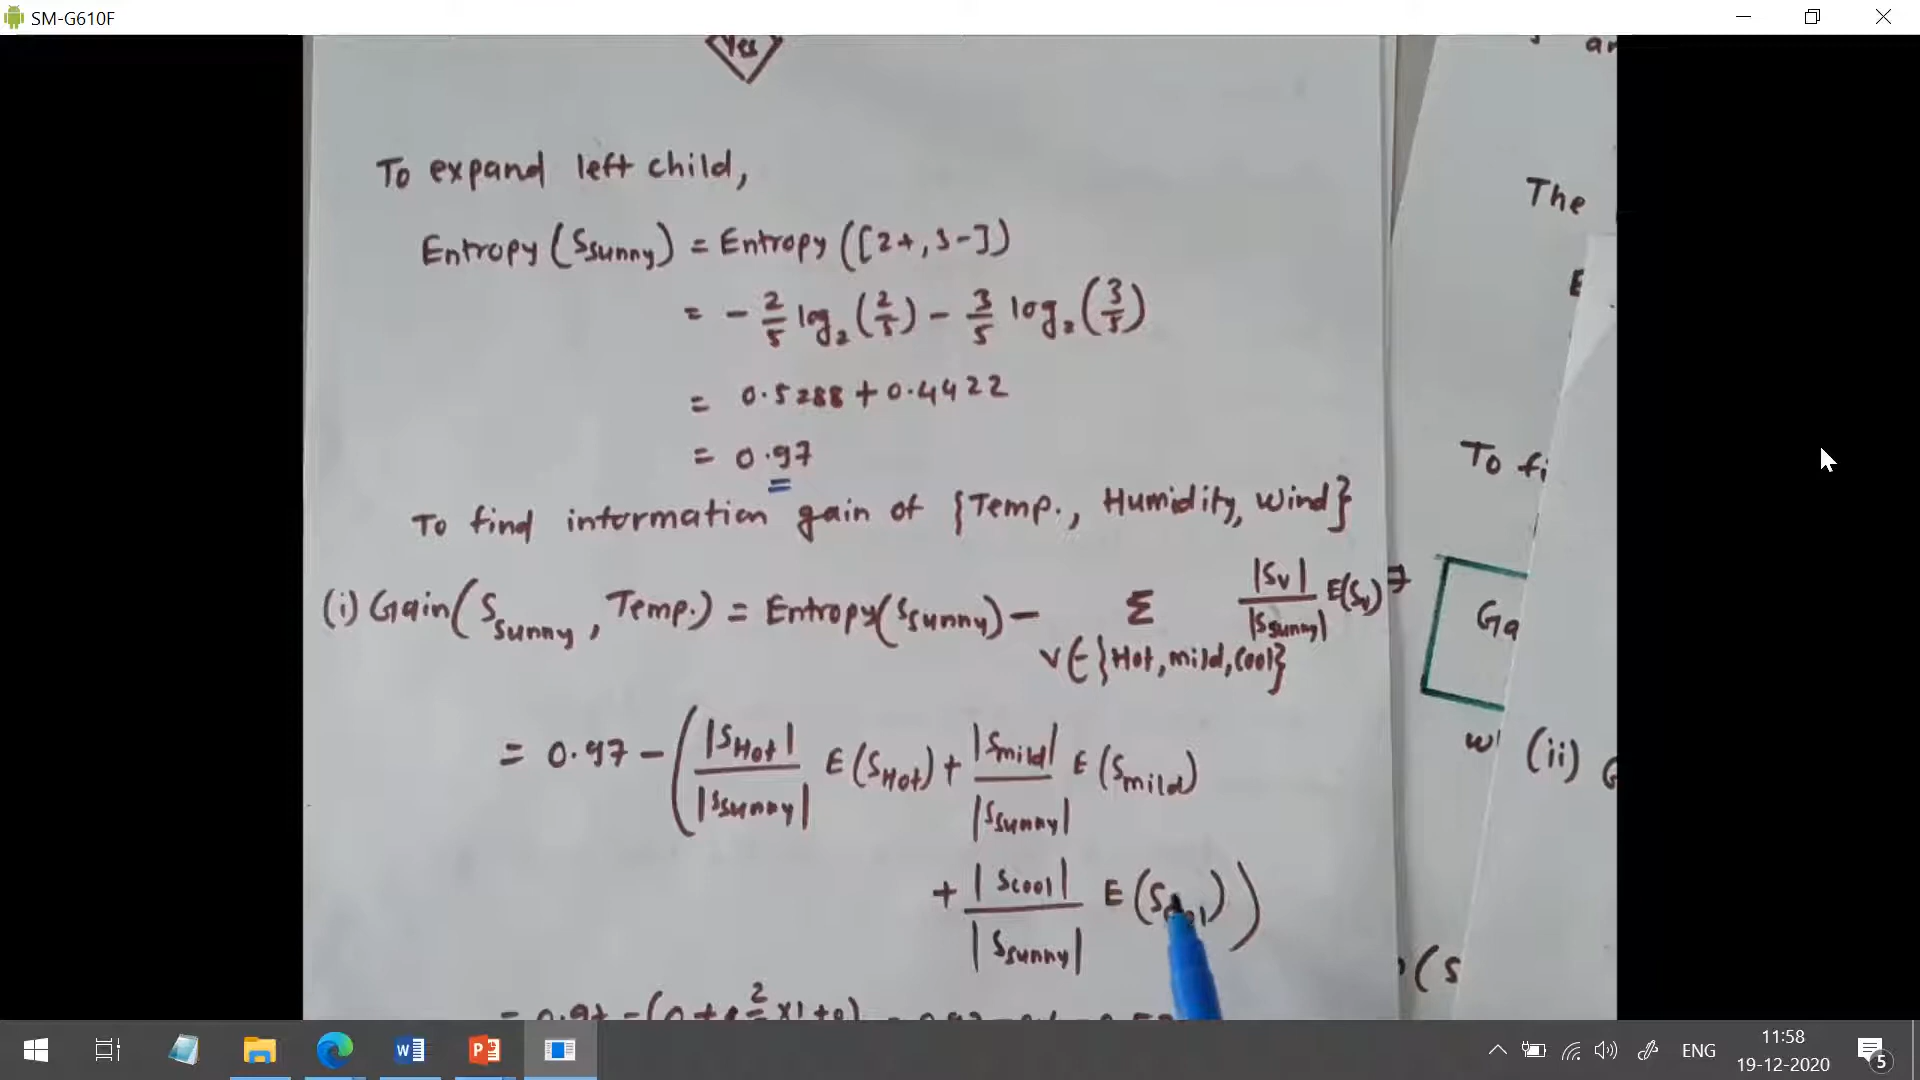 SM-G610F
Yes
To expand left child,
Entropy (Ssunny) = Entropy ([2+, 3-])
= - 2/5 log₂ (2/5) - 3/5 log₂ (3/5)
= 0.5288 + 0.4422
= 0.97
To find information gain of {Temp., Humidity, Wind}
(i) Gain(Ssunny, Temp.) = Entropy(Ssunny) - Σ |Sv|/|Ssunny| E(Sv)
v ∈ {Hot, mild, cool}
= 0.97 - (|SHot|/|Ssunny| E(SHot) + |Smild|/|Ssunny| E(Smild)
+ |Scool|/|Ssunny| E(Scool))
The
To fi
Ga
(ii) G
(S
ENG
11:58
19-12-2020
5